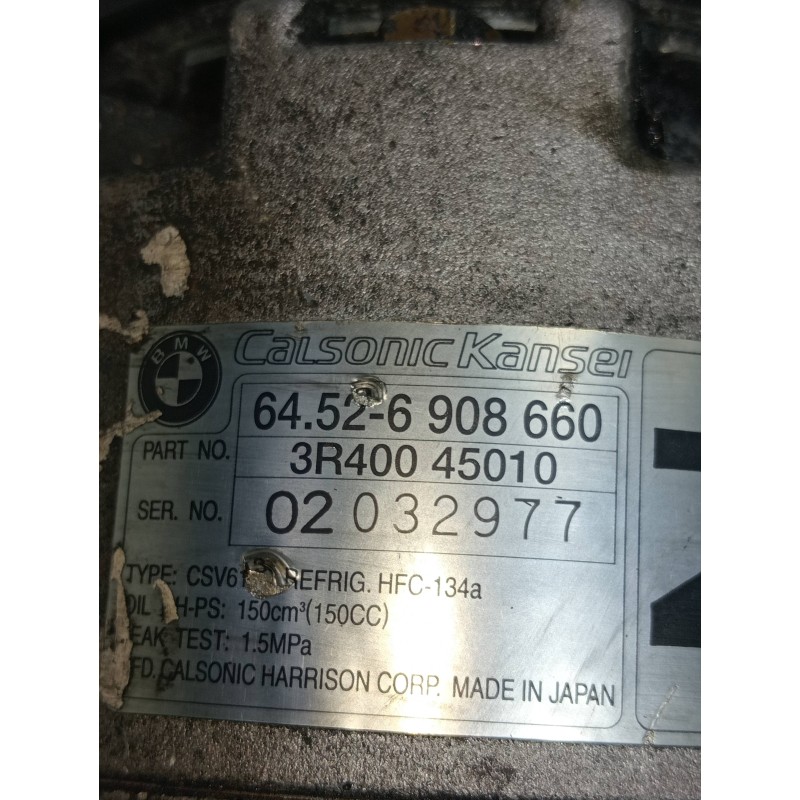 BMW
Calsonic Kansei
64.52-6 908 660
PART NO. 3R400 45010
SER. NO. 02 032977
TYPE: REFRIG. HFC-134a
150cm³(150CC)
TEST: 1.5MPa
CALSONIC HARRISON CORP. MADE IN JAPAN